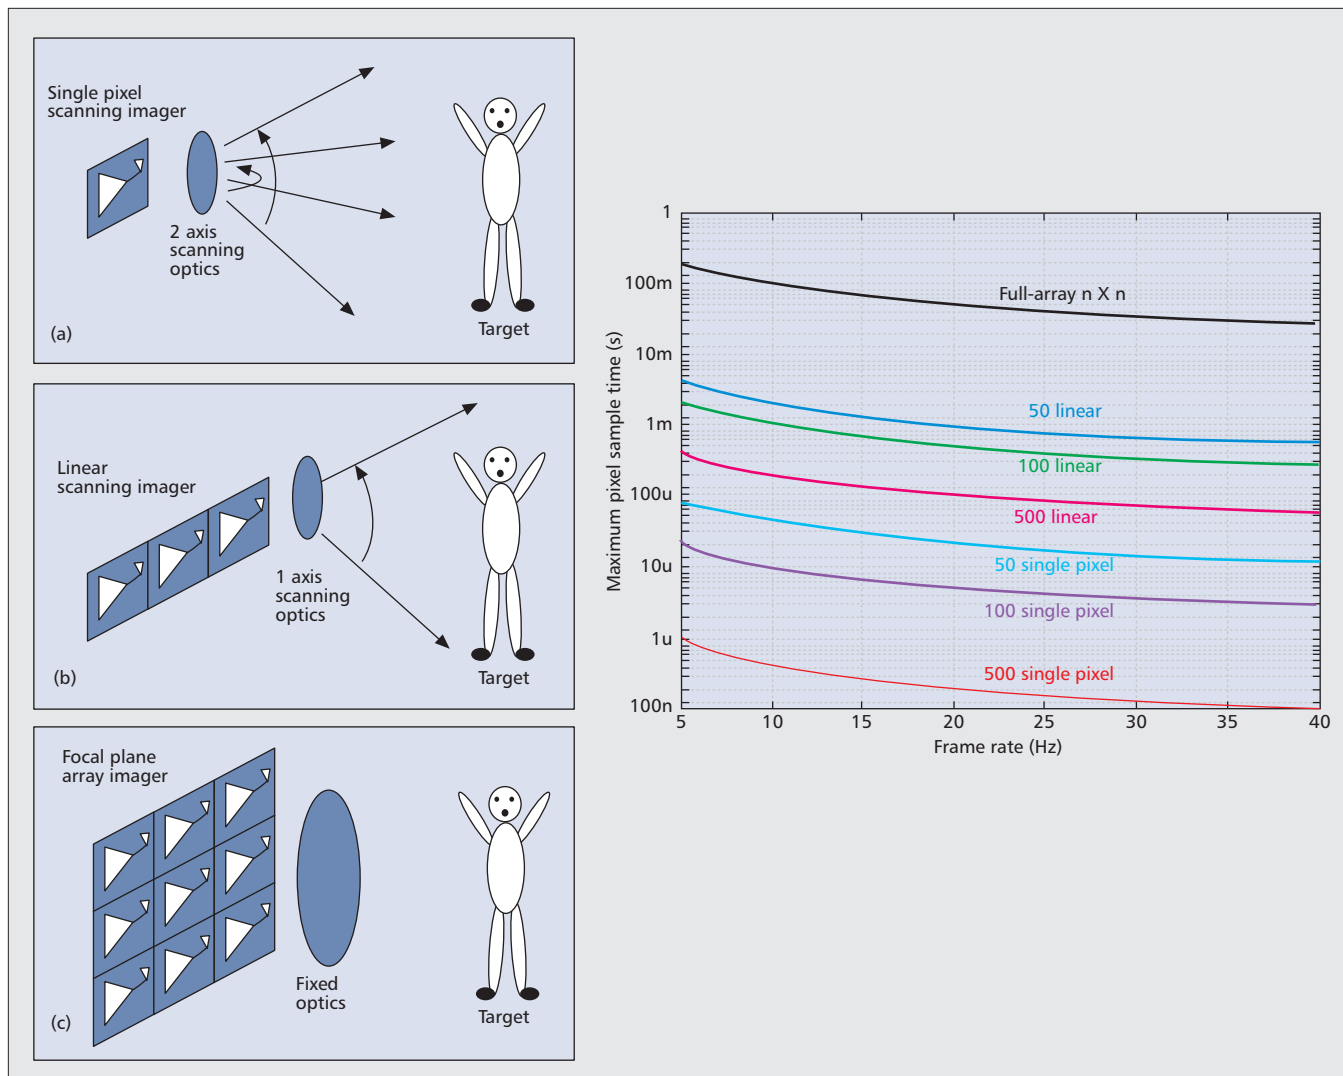 Single pixel
scanning imager
2 axis
scanning
optics
Target
(a)
Linear
scanning imager
1 axis
scanning
optics
Target
(b)
Focal plane
array imager
Fixed
optics
Target
(c)
Maximum pixel sample time (s)
1
100m
10m
1m
100u
10u
1u
100n
Full-array n X n
50 linear
100 linear
500 linear
50 single pixel
100 single pixel
500 single pixel
5
10
15
20
25
30
35
40
Frame rate (Hz)